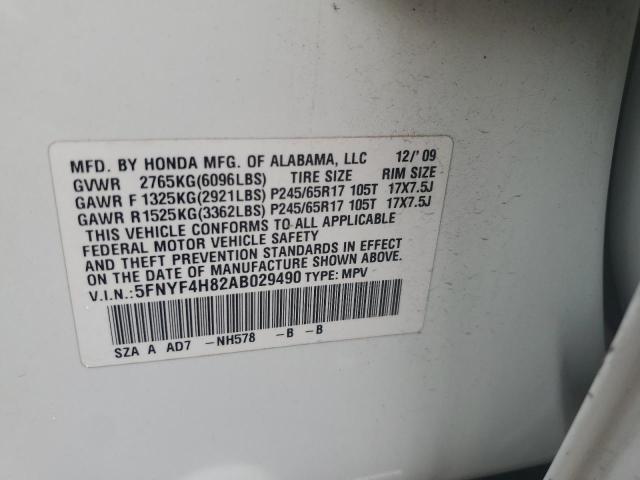 MFD. BY HONDA MFG. OF ALABAMA, LLC 12/'09
GVWR 2765KG(6096LBS) TIRE SIZE RIM SIZE
GAWR F 1325KG(2921LBS) P245/65R17 105T 17X7.5J
GAWR R1525KG(3362LBS) P245/65R17 105T 17X7.5J
THIS VEHICLE CONFORMS TO ALL APPLICABLE
FEDERAL MOTOR VEHICLE SAFETY
AND THEFT PREVENTION STANDARDS IN EFFECT
ON THE DATE OF MANUFACTURE SHOWN ABOVE.
V.I.N.:5FNYF4H82AB029490 TYPE: MPV
SZA A AD7 -NH578 -B -B